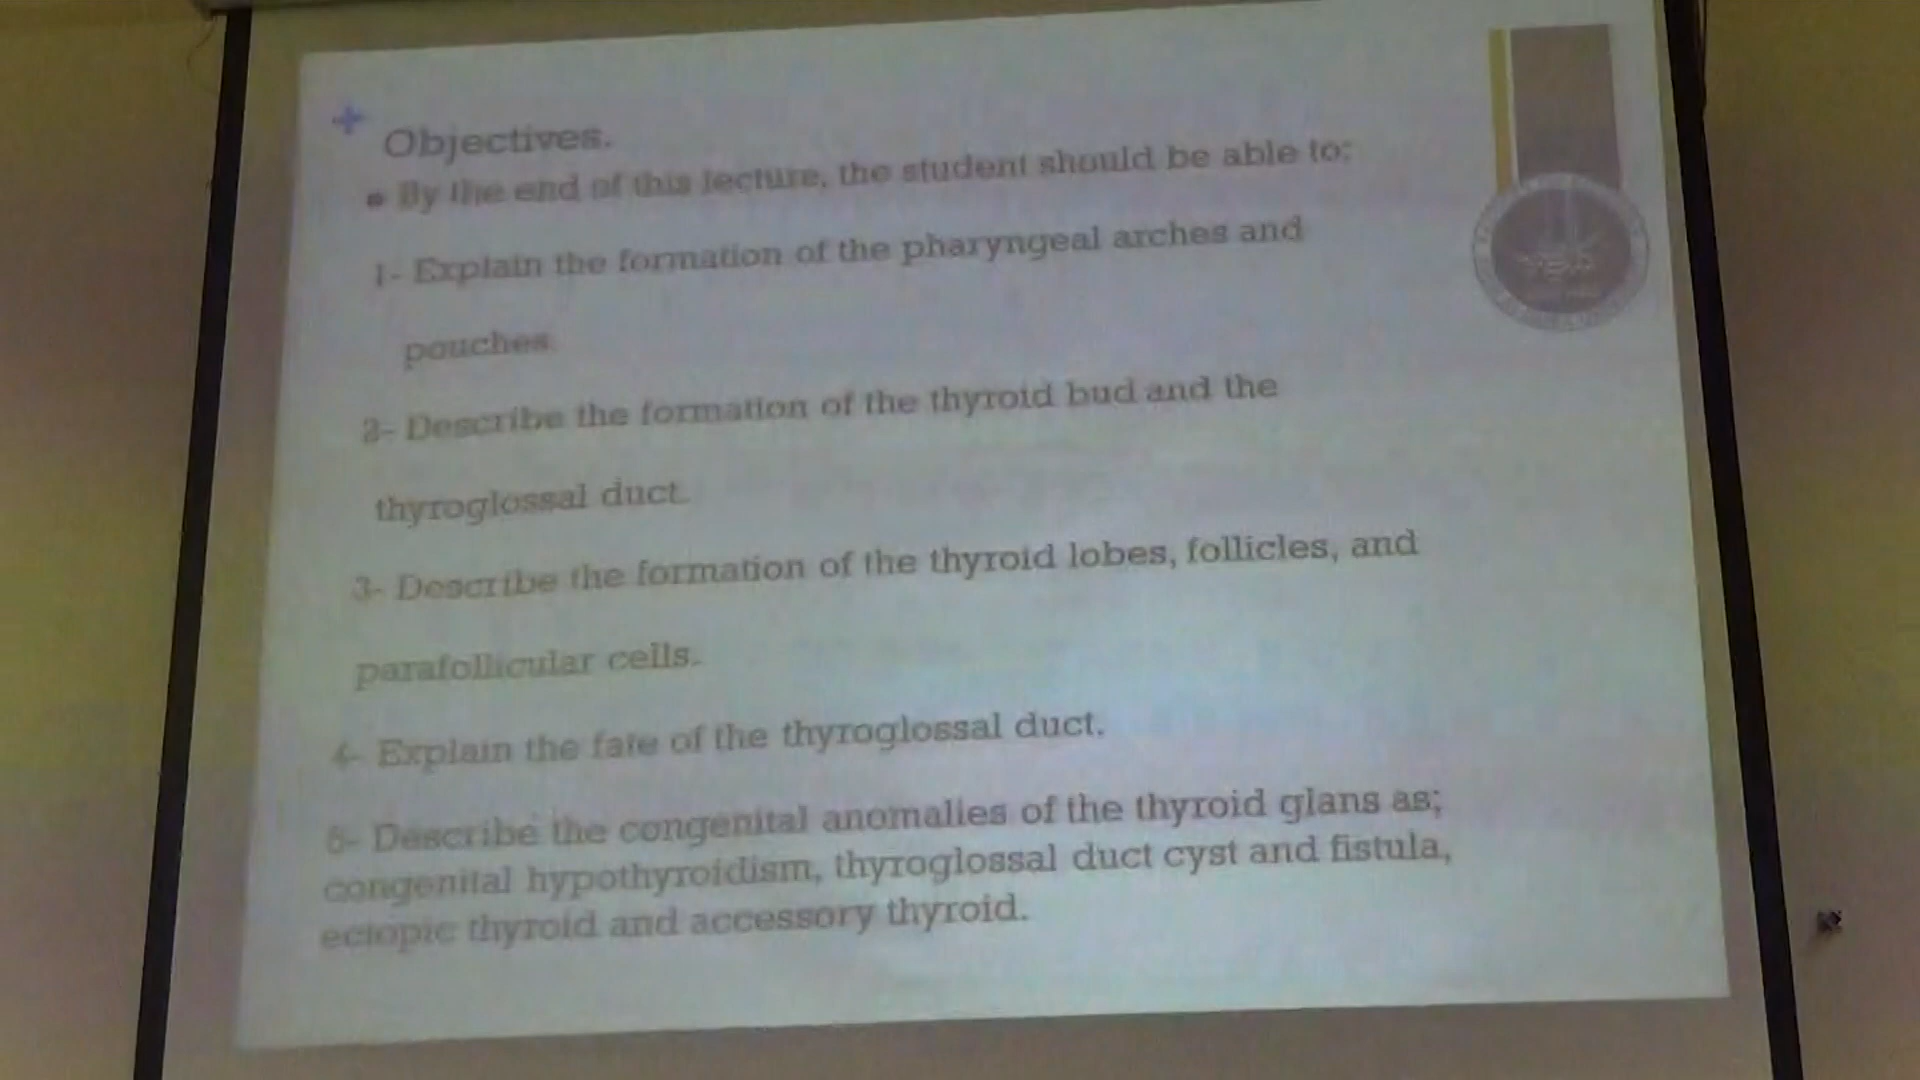 +
Objectives.
• By the end of this lecture, the student should be able to:
1- Explain the formation of the pharyngeal arches and
pouches.
2- Describe the formation of the thyroid bud and the
thyroglossal duct.
3- Describe the formation of the thyroid lobes, follicles, and
parafollicular cells.
4- Explain the fate of the thyroglossal duct.
5- Describe the congenital anomalies of the thyroid glans as;
congenital hypothyroidism, thyroglossal duct cyst and fistula,
ectopic thyroid and accessory thyroid.